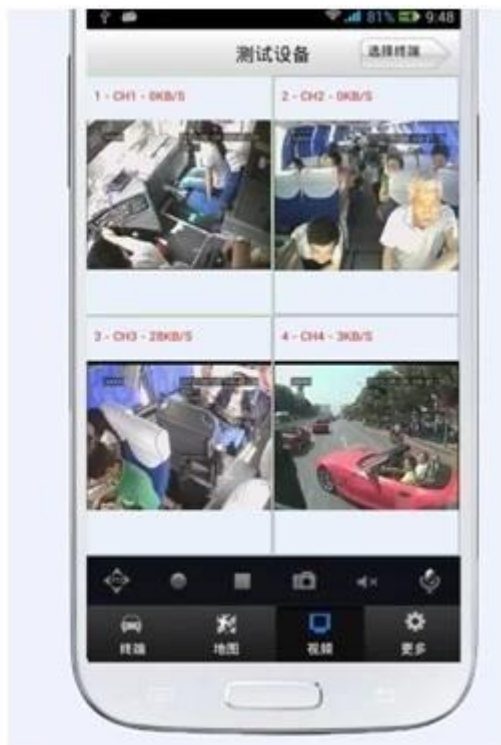 81% 9:48
测试设备
选择终端
1 - CH1 - 0KB/S
2 - CH2 - 0KB/S
3 - CH3 - 28KB/S
4 - CH4 - 3KB/S
终端
地图
视频
更多